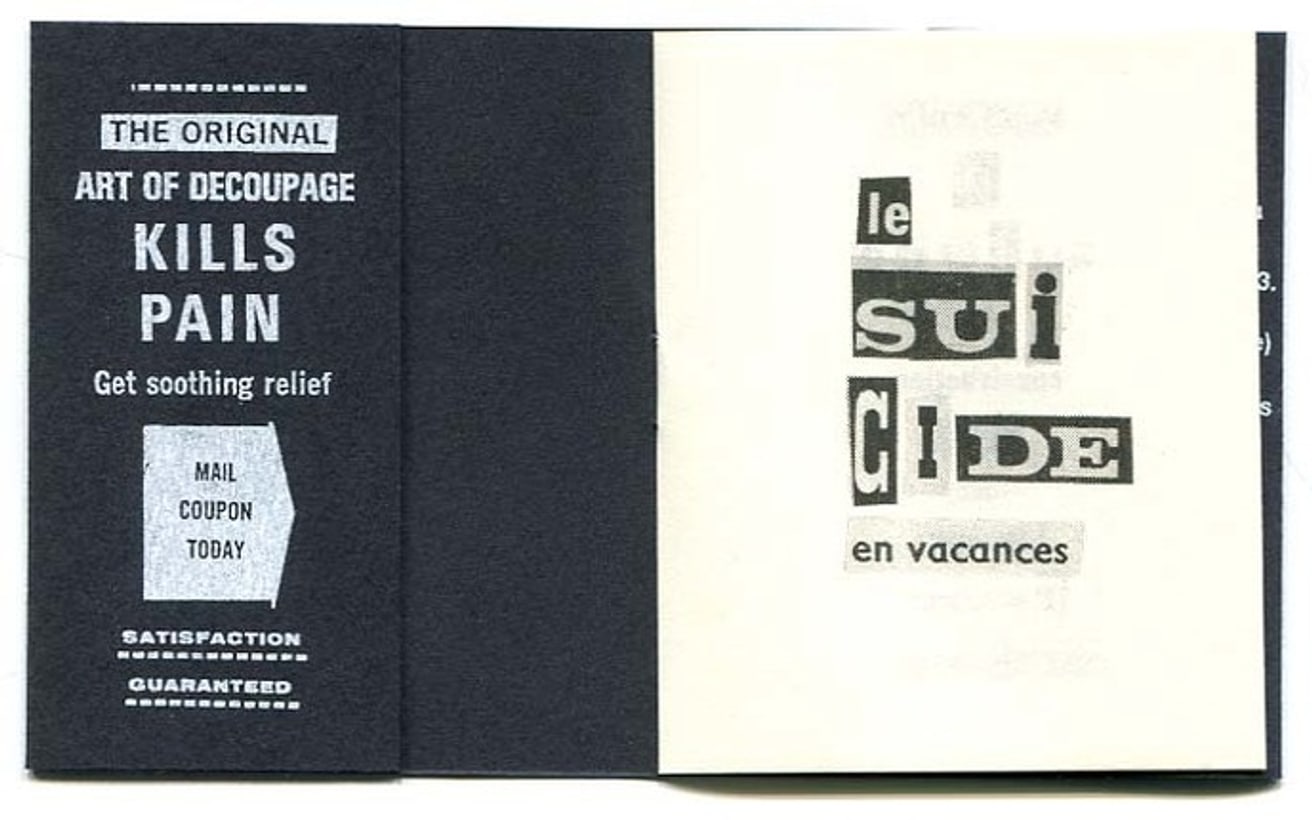 THE ORIGINAL
ART OF DECOUPAGE
KILLS
PAIN
Get soothing relief
MAIL
COUPON
TODAY
SATISFACTION
GUARANTEED
le
SUi
CIDE
en vacances
3.
e)
s